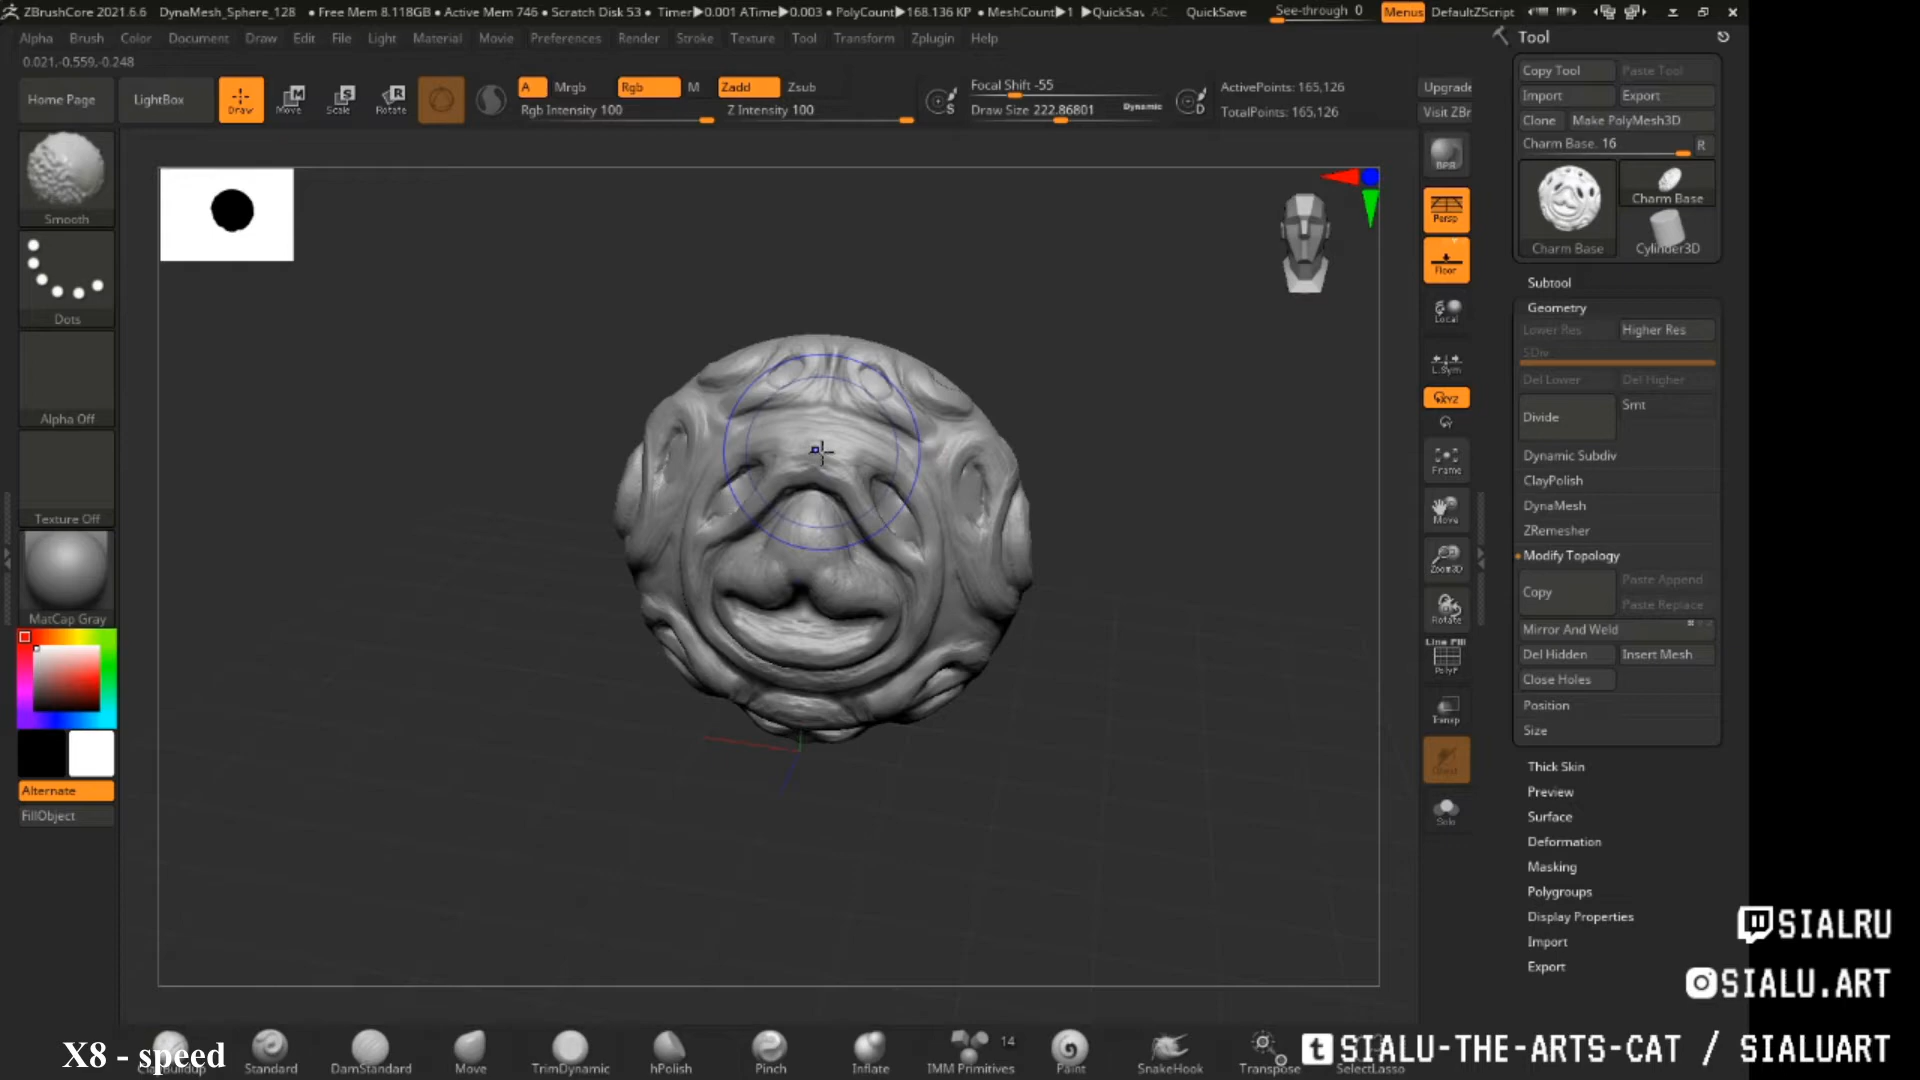 ZBrushCore 2021.6.6 DynaMesh_Sphere_128 • Free Mem 8.118GB • Active Mem 746 • Scratch Disk 53 • Timer▶0.001 ATime▶0.003 • PolyCount▶168.136 KP • MeshCount▶1 ▶QuickSav AC QuickSave See-through 0 Menus DefaultZScript
Alpha Brush Color Document Draw Edit File Light Material Movie Preferences Render Stroke Texture Tool Transform Zplugin Help
Tool
0.021,-0.559,-0.248
Home Page LightBox Draw Move Scale Rotate
A Mrgb Rgb M Zadd Zsub
Rgb Intensity 100 Z Intensity 100
Focal Shift -55
Draw Size 222.86801 Dynamic
ActivePoints: 165,126
TotalPoints: 165,126
Upgrade
Visit ZBr
Copy Tool Paste Tool
Import Export
Clone Make PolyMesh3D
Charm Base. 16 R
Charm Base
Charm Base Cylinder3D
Subtool
Geometry
Lower Res Higher Res
SDiv
Del Lower Del Higher
Divide Smt
Dynamic Subdiv
ClayPolish
DynaMesh
ZRemesher
Modify Topology
Copy Paste Append
Paste Replace
Mirror And Weld
Del Hidden Insert Mesh
Close Holes
Position
Size
Thick Skin
Preview
Surface
Deformation
Masking
Polygroups
Display Properties
Import
Export
Smooth
Dots
Alpha Off
Texture Off
MatCap Gray
Alternate
FillObject
BPR
Persp
Floor
Local
L.Sym
XYZ
Frame
Move
Zoom3D
Rotate
Line Fill
PolyF
Transp
Solo
SIALRU
SIALU.ART
SIALU-THE-ARTS-CAT / SIALUART
X8 - speed
Standard DamStandard Move TrimDynamic hPolish Pinch Inflate IMM Primitives 14 Paint SnakeHook Transpose SelectLasso